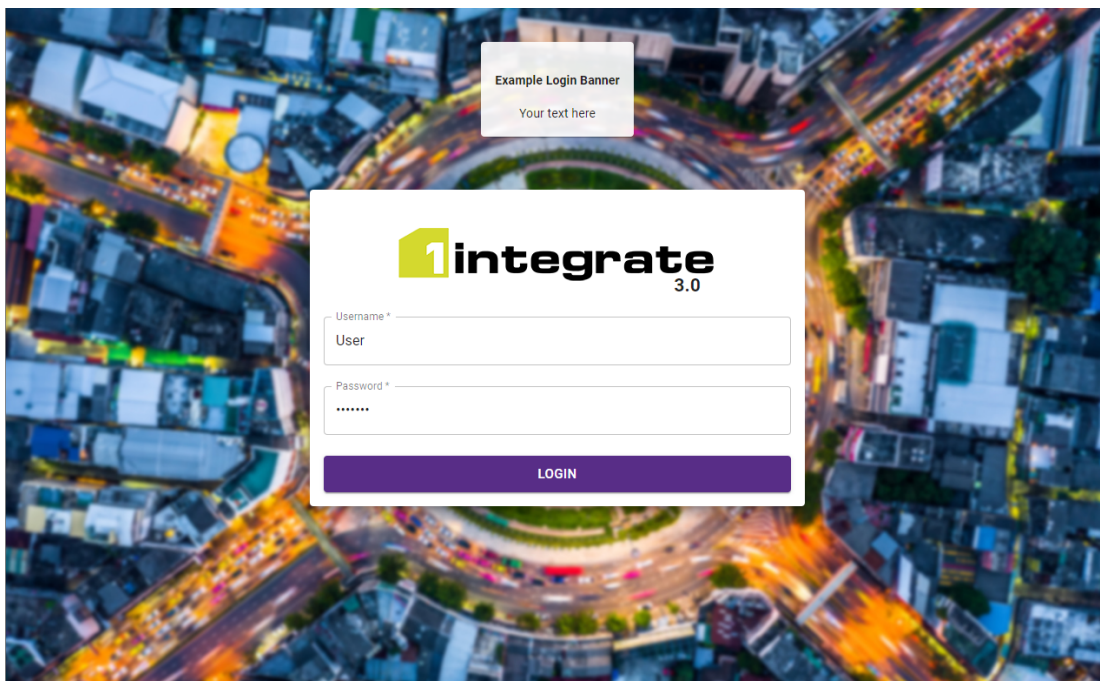 Example Login Banner
Your text here
1integrate
3.0
Username *
User
Password *
•••••••
LOGIN